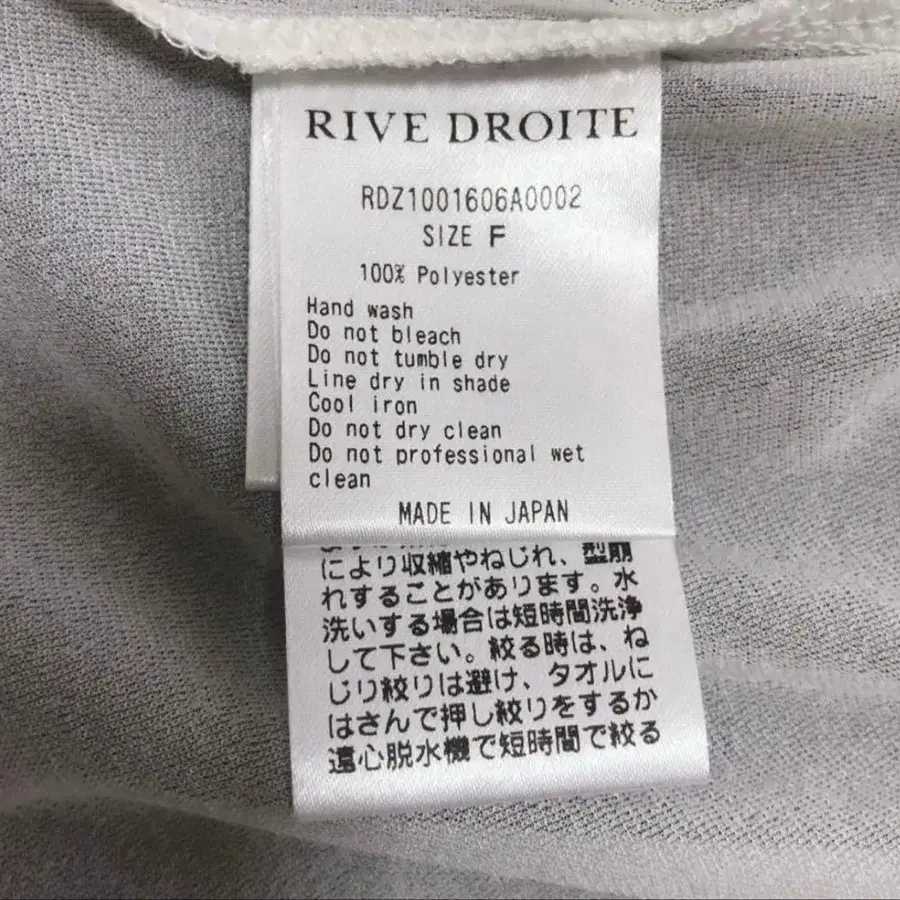 RIVE DROITE
RDZ1001606A0002
SIZE F
100% Polyester
Hand wash
Do not bleach
Do not tumble dry
Line dry in shade
Cool iron
Do not dry clean
Do not professional wet
clean
MADE IN JAPAN
により収縮やねじれ、型崩
れすることがあります。水
洗いする場合は短時間洗浄
して下さい。絞る時は、ね
じり絞りは避け、タオルに
はさんで押し絞りをするか
遠心脱水機で短時間で絞る